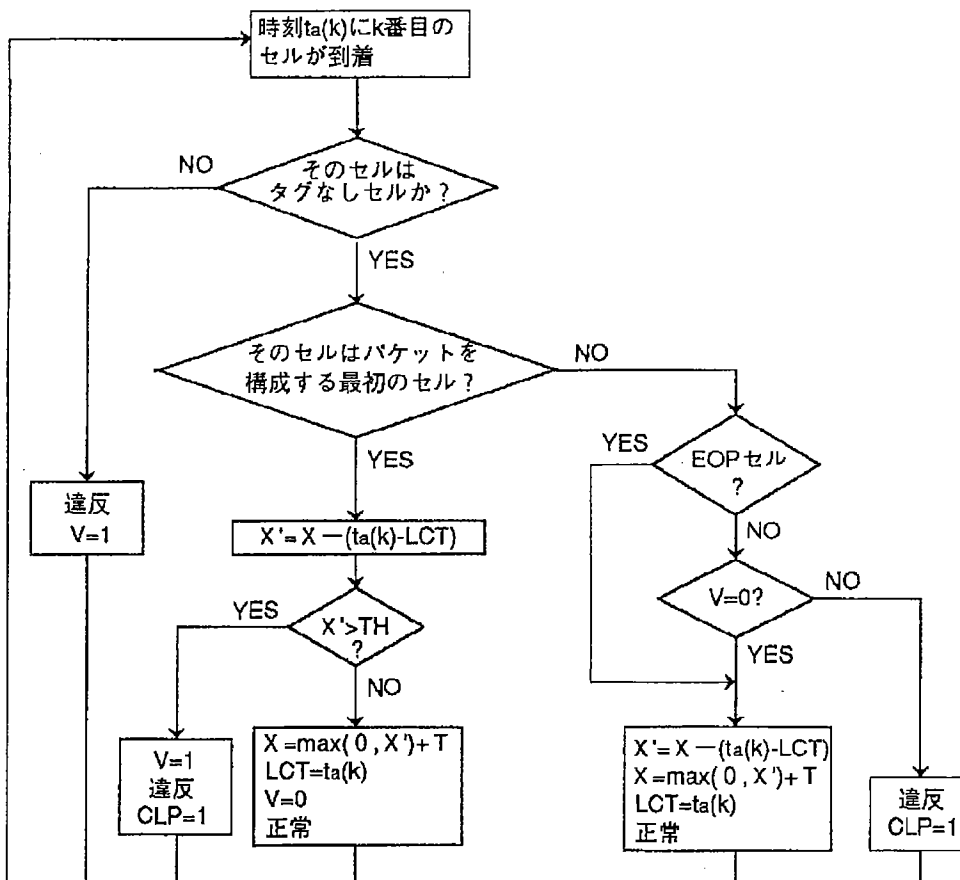 時刻ta(k)にk番目の
セルが到着
NO
そのセルは
タグなしセルか?
YES
そのセルはパケットを
構成する最初のセル?
NO
YES
YES
EOPセル
?
NO
違反
V=1
X'=X-(ta(k)-LCT)
V=0?
NO
YES
YES
X'>TH
?
NO
V=1
違反
CLP=1
X=max(0,X')+T
LCT=ta(k)
V=0
正常
X'=X-(ta(k)-LCT)
X=max(0,X')+T
LCT=ta(k)
正常
違反
CLP=1